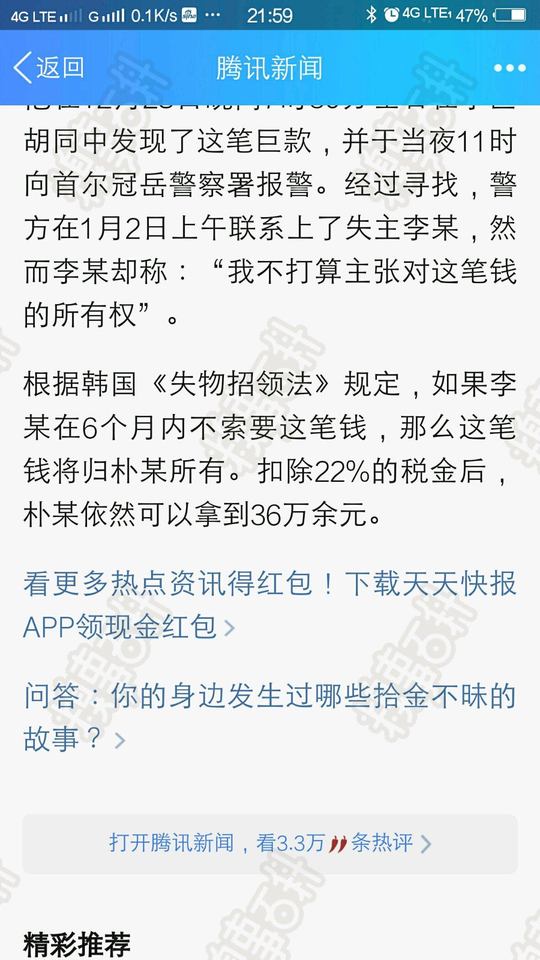 4G LTE G 0.1K/s ··· 21:59 4G LTE1 47%
返回 腾讯新闻 •••
胡同中发现了这笔巨款，并于当夜11时
向首尔冠岳警察署报警。经过寻找，警
方在1月2日上午联系上了失主李某，然
而李某却称：“我不打算主张对这笔钱
的所有权”。
根据韩国《失物招领法》规定，如果李
某在6个月内不索要这笔钱，那么这笔
钱将归朴某所有。扣除22%的税金后，
朴某依然可以拿到36万余元。
看更多热点资讯得红包！下载天天快报
APP领现金红包
问答：你的身边发生过哪些拾金不昧的
故事？
打开腾讯新闻，看3.3万条热评
精彩推荐